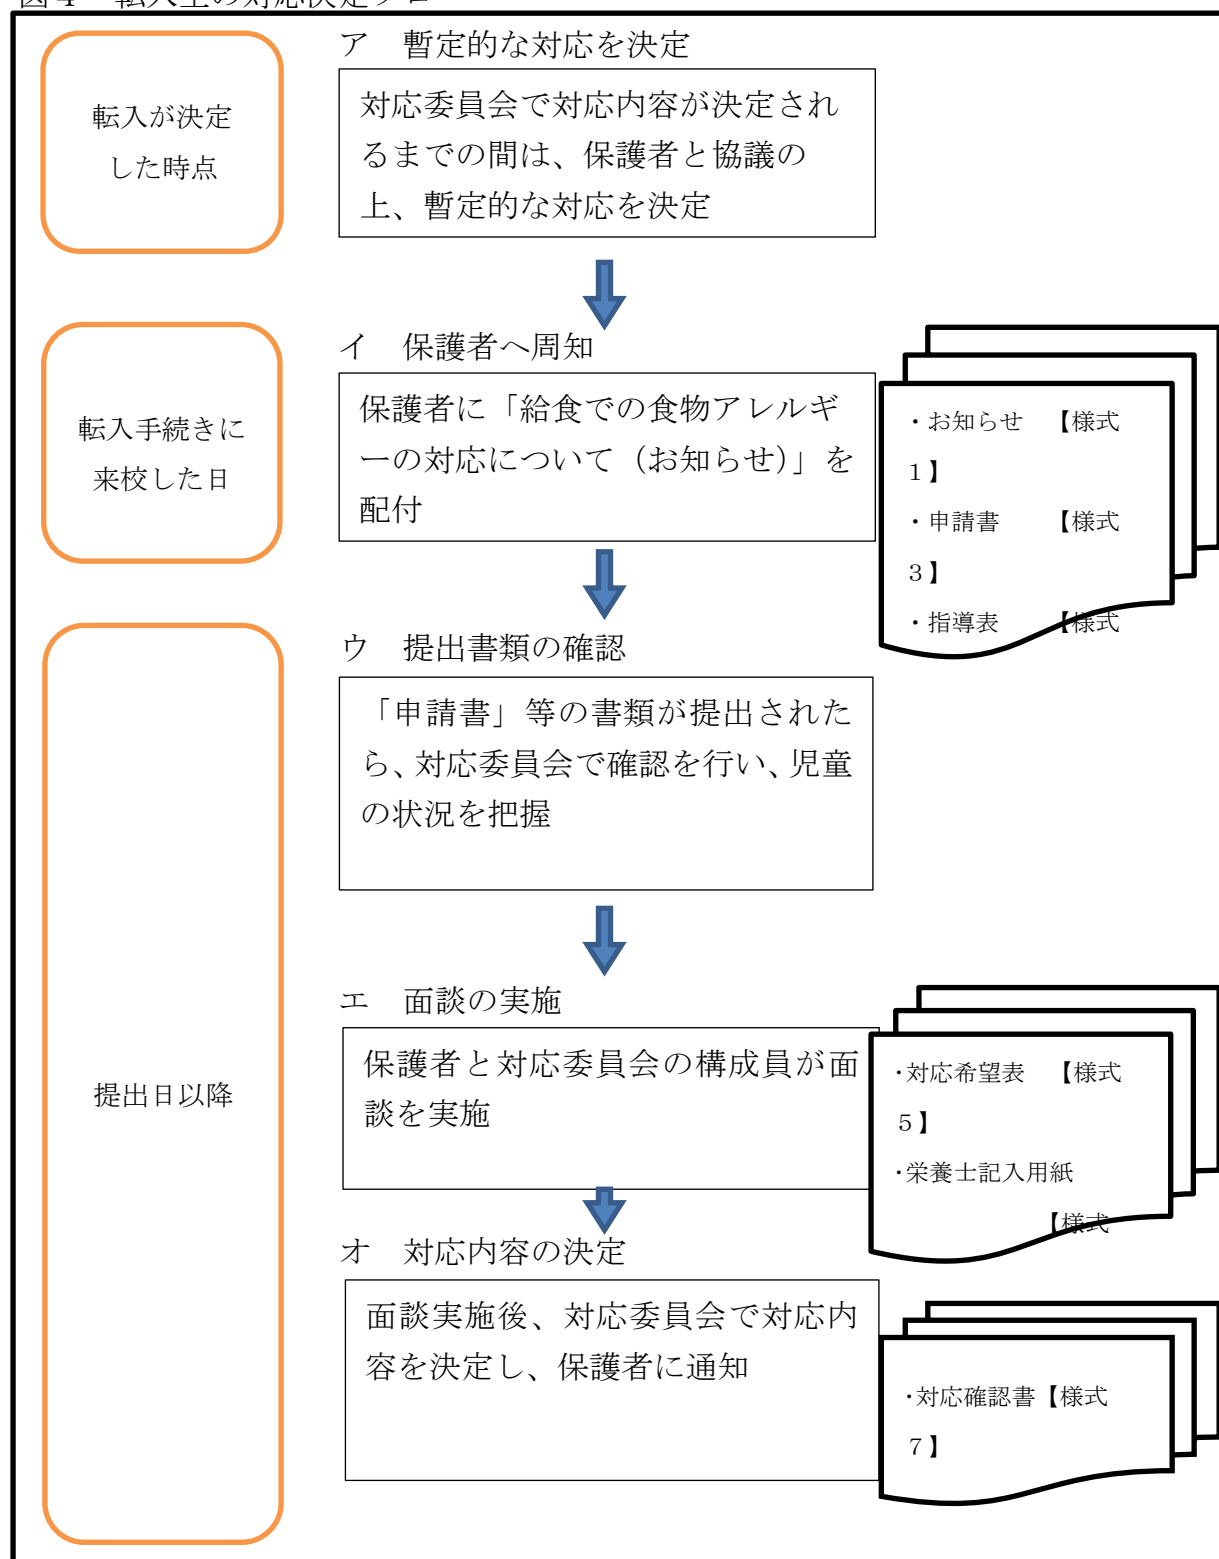 図４　転入生の対応決定フロー
転入が決定
した時点
ア　暫定的な対応を決定
対応委員会で対応内容が決定され
るまでの間は、保護者と協議の
上、暫定的な対応を決定
転入手続きに
来校した日
イ　保護者へ周知
保護者に「給食での食物アレルギ
ーの対応について（お知らせ）」を
配付
・お知らせ　【様式
１】
・申請書　　【様式
３】
・指導表　　【様式
提出日以降
ウ　提出書類の確認
「申請書」等の書類が提出された
ら、対応委員会で確認を行い、児童
の状況を把握
エ　面談の実施
保護者と対応委員会の構成員が面
談を実施
・対応希望表　【様式
５】
・栄養士記入用紙
【様式
オ　対応内容の決定
面談実施後、対応委員会で対応内
容を決定し、保護者に通知
・対応確認書【様式
７】